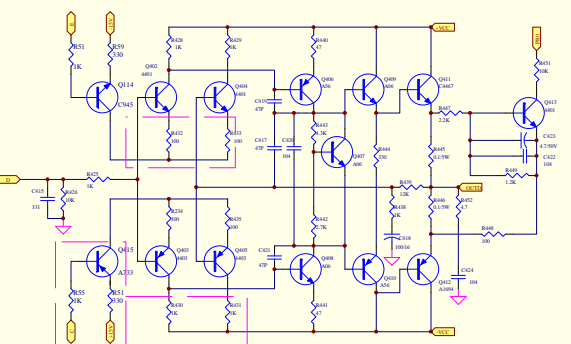 R51
1K
R59
330
Q114
C945
R428
1K
Q402
4401
R429
1K
Q404
4401
R432
100
R433
100
C419
47P
C417
47P
C420
104
R440
47
Q406
A56
R443
4.3K
Q407
A06
Q409
A06
R444
330
Q411
C4467
+VCC
R447
2.2K
R445
0.1/5W
R451
10K
Q413
4401
C423
4.7/50V
C422
104
R449
1.2K
R425
1K
C415
331
R426
10K
R439
12K
R438
1K
C418
100/16
R446
0.1/5W
R452
4.7
R448
100
Q415
A733
R55
1K
R51
330
R234
100
R435
100
Q403
4403
Q405
4403
R430
1K
R431
1K
C421
47P
R442
2.7K
Q408
A06
R441
47
Q410
A56
Q412
A1694
C424
104
-VCC